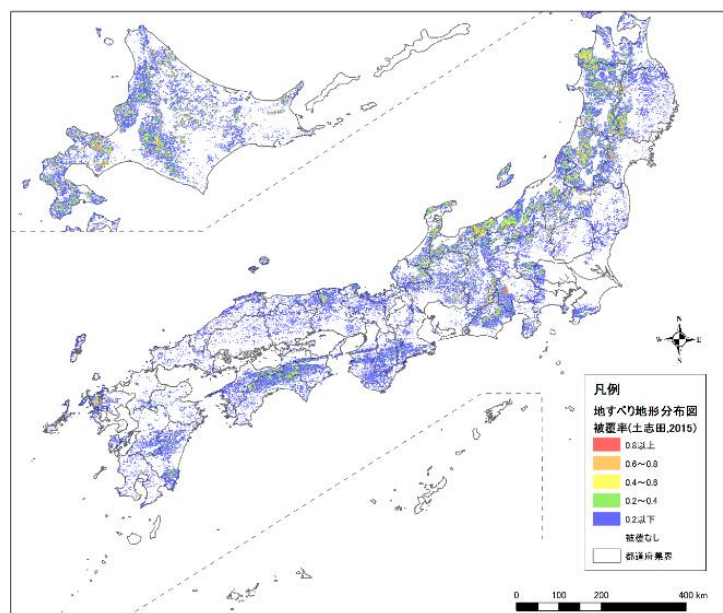 N
W
E
S
凡例
地すべり地形分布図
被覆率(土志田,2015)
0.8以上
0.6～0.8
0.4～0.6
0.2～0.4
0.2以下
被覆なし
都道府県界
0 100 200 400 km